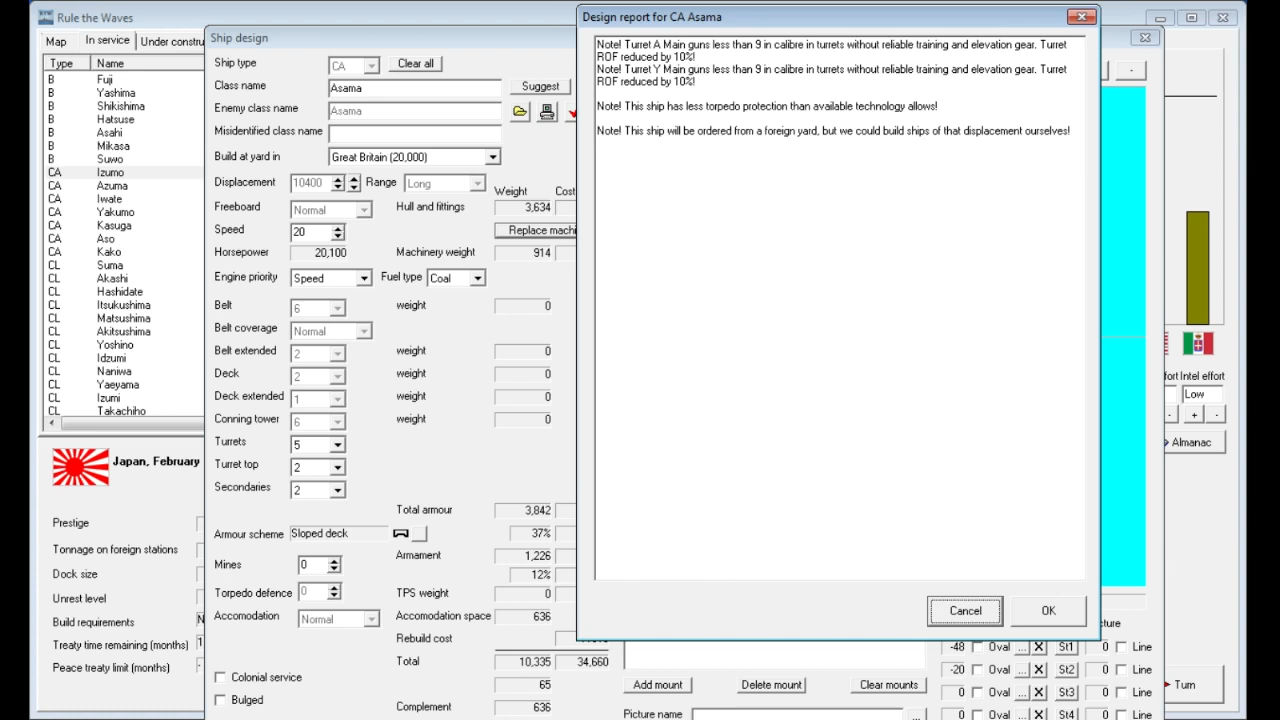 Rule the Waves
Map
In service
Under constru
Type
Name
B Fuji
B Yashima
B Shikishima
B Hatsuse
B Asahi
B Mikasa
B Suwo
CA Izumo
CA Azuma
CA Iwate
CA Yakumo
CA Kasuga
CA Aso
CA Kako
CL Suma
CL Akashi
CL Hashidate
CL Itsukushima
CL Matsushima
CL Akitsushima
CL Yoshino
CL Idzumi
CL Naniwa
CL Yaeyama
CL Izumi
CL Takachiho
Japan, February
Prestige
Tonnage on foreign stations
Dock size
Unrest level
Build requirements N
Treaty time remaining (months) 1
Peace treaty limit (months) -
Ship design
Ship type CA Clear all
Class name Asama Suggest
Enemy class name Asama
Misidentified class name
Build at yard in Great Britain (20,000)
Displacement 10400 Range Long Weight Cost
Freeboard Normal Hull and fittings 3,634
Speed 20 Replace machi
Horsepower 20,100 Machinery weight 914
Engine priority Speed Fuel type Coal
Belt 6 weight 0
Belt coverage Normal
Belt extended 2 weight 0
Deck 2 weight 0
Deck extended 1 weight 0
Conning tower 6 weight 0
Turrets 5
Turret top 2
Secondaries 2
Total armour 3,842
Armour scheme Sloped deck 37%
Armament 1,226
Mines 0 12%
Torpedo defence 0 TPS weight 0
Accomodation Normal Accomodation space 636
Rebuild cost
Total 10,335 34,660
Colonial service 65
Bulged Complement 636
Design report for CA Asama
Note! Turret A Main guns less than 9 in calibre in turrets without reliable training and elevation gear. Turret
ROF reduced by 10%!
Note! Turret Y Main guns less than 9 in calibre in turrets without reliable training and elevation gear. Turret
ROF reduced by 10%!
Note! This ship has less torpedo protection than available technology allows!
Note! This ship will be ordered from a foreign yard, but we could build ships of that displacement ourselves!
Cancel OK
Add mount Delete mount Clear mounts
Picture name ...
cture
-48 Oval ... X St1 0 Line
-20 Oval ... X St2 0 Line
0 Oval ... X St3 0 Line
0 Oval ... X St4 0 Line
-
fort Intel effort
Low
- + -
Almanac
Turn